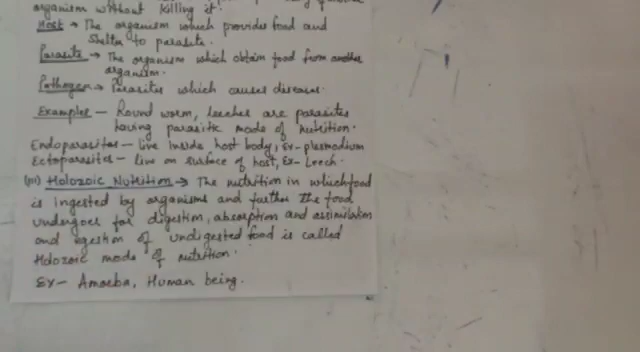 organism without killing it.
Host → The organism which provides food and
Shelter to parasite.
Parasite → The organism which obtain food from another
organism.
Pathogen → Parasites which causes disease.
Examples — Round worm, leeches are parasites
having parasitic mode of nutrition.
Endoparasites — live inside host body, Ex- plasmodium
Ectoparasites — live on surface of host, Ex- Leech.
(iii) Holozoic Nutrition → The nutrition in which food
is ingested by organisms and further the food
undergoes for digestion, absorption and assimilation
and egestion of undigested food is called
Holozoic mode of nutrition.
Ex — Amoeba, Human being.